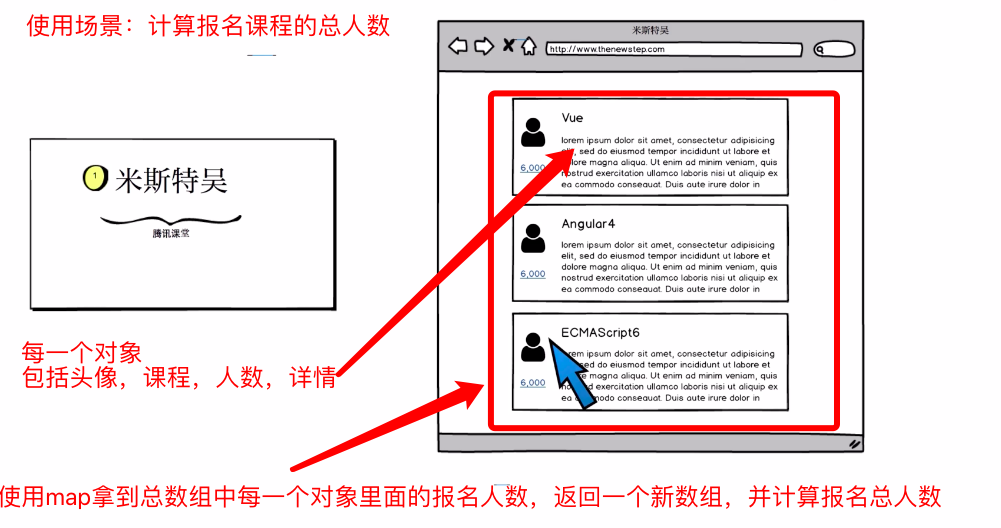 使用场景：计算报名课程的总人数
米斯特吴
http://www.thenewstep.com
1
米斯特吴
腾讯课堂
Vue
lorem ipsum dolor sit amet, consectetur adipisicing
elit, sed do eiusmod tempor incididunt ut labore et
dolore magna aliqua. Ut enim ad minim veniam, quis
nostrud exercitation ullamco laboris nisi ut aliquip ex
ea commodo consequat. Duis aute irure dolor in
6,000
Angular4
lorem ipsum dolor sit amet, consectetur adipisicing
elit, sed do eiusmod tempor incididunt ut labore et
dolore magna aliqua. Ut enim ad minim veniam, quis
nostrud exercitation ullamco laboris nisi ut aliquip ex
ea commodo consequat. Duis aute irure dolor in
6,000
ECMAScript6
lorem ipsum dolor sit amet, consectetur adipisicing
sed do eiusmod tempor incididunt ut labore et
magna aliqua. Ut enim ad minim veniam, quis
exercitation ullamco laboris nisi ut aliquip ex
commodo consequat. Duis aute irure dolor in
6,000
每一个对象
包括头像，课程，人数，详情
使用map拿到总数组中每一个对象里面的报名人数，返回一个新数组，并计算报名总人数